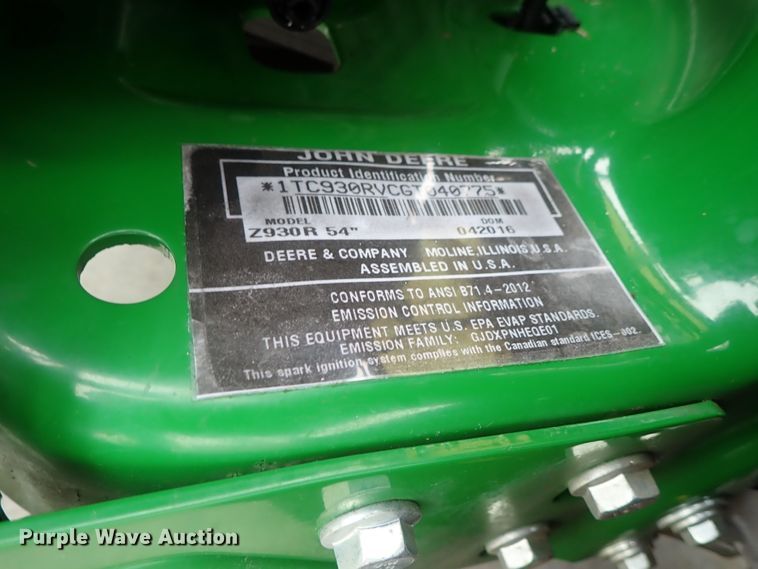 JOHN DEERE
Product Identification Number
*1TC930RVCGT040775*
MODEL DOM
Z930R 54" 042016
DEERE & COMPANY MOLINE, ILLINOIS, U.S.A.
ASSEMBLED IN U.S.A.
CONFORMS TO ANSI B71.4-2012
EMISSION CONTROL INFORMATION
THIS EQUIPMENT MEETS U.S. EPA EVAP STANDARDS.
EMISSION FAMILY: GJDXPNHEQE01
This spark ignition system complies with the Canadian standard ICES-002.
Purple Wave Auction